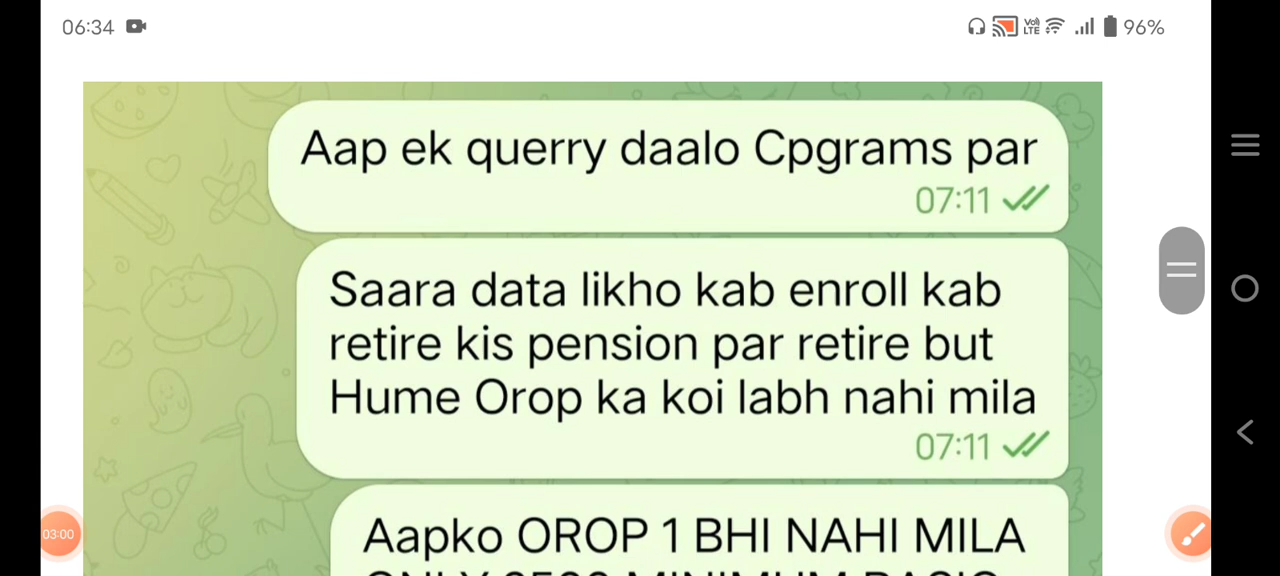 06:34
Vol) LTE
96%
Aap ek querry daalo Cpgrams par
07:11
Saara data likho kab enroll kab
retire kis pension par retire but
Hume Orop ka koi labh nahi mila
07:11
Aapko OROP 1 BHI NAHI MILA
03:00